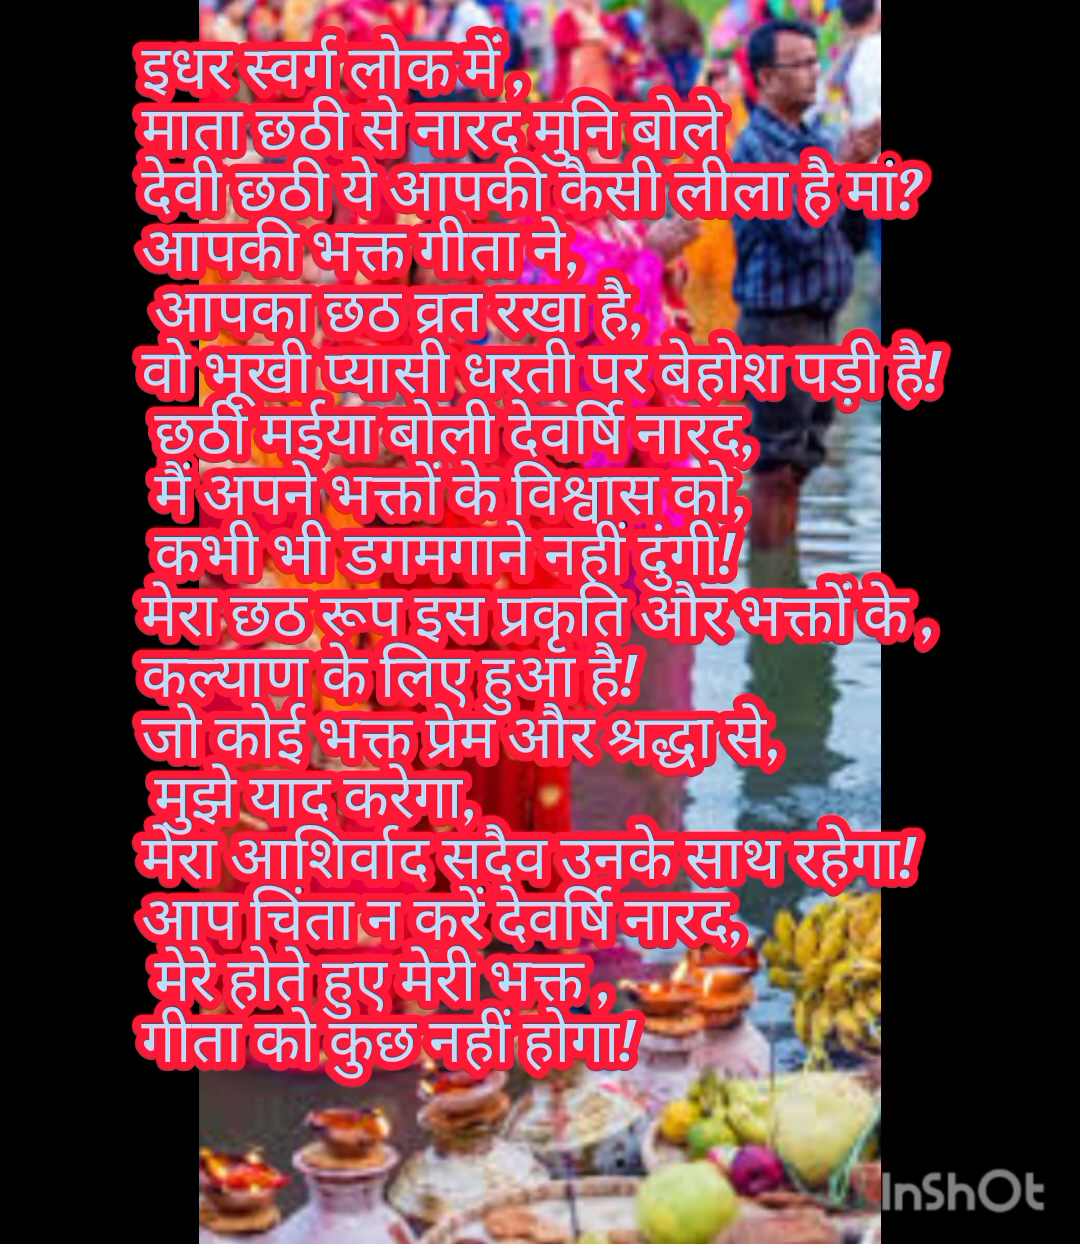 इधर स्वर्ग लोक में ,
माता छठी से नारद मुनि बोले
देवी छठी ये आपकी कैसी लीला है मां?
आपकी भक्त गीता ने,
आपका छठ व्रत रखा है,
वो भूखी प्यासी धरती पर बेहोश पड़ी है!
छठी मईया बोली देवर्षि नारद,
मैं अपने भक्तों के विश्वास को,
कभी भी डगमगाने नहीं दुंगी!
मेरा छठ रूप इस प्रकृति और भक्तों के ,
कल्याण के लिए हुआ है!
जो कोई भक्त प्रेम और श्रद्धा से,
मुझे याद करेगा,
मेरा आशिर्वाद सदैव उनके साथ रहेगा!
आप चिंता न करें देवर्षि नारद,
मेरे होते हुए मेरी भक्त ,
गीता को कुछ नहीं होगा!
InShOt